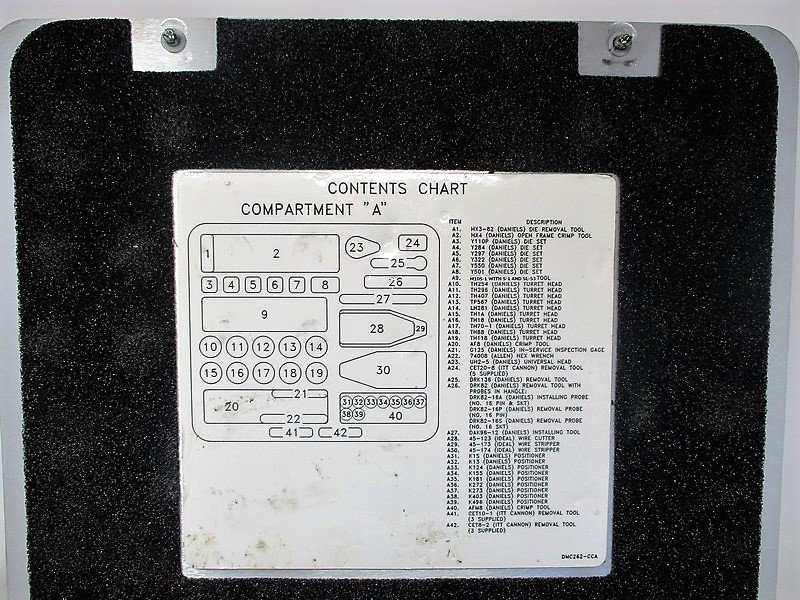 CONTENTS CHART
COMPARTMENT "A"
1 2 23 24
25
3 4 5 6 7 8 26
27
9 28 29
10 11 12 13 14
15 16 17 18 19 30
20 21 31 32 33 34 35 36 37
22 38 39 40
41 42
ITEM DESCRIPTION
A1. HX3-82 (DANIELS) DIE REMOVAL TOOL
A2. HX4 (DANIELS) OPEN FRAME CRIMP TOOL
A3. Y110P (DANIELS) DIE SET
A4. Y284 (DANIELS) DIE SET
A5. Y297 (DANIELS) DIE SET
A6. Y322 (DANIELS) DIE SET
A7. Y550 (DANIELS) DIE SET
A8. Y501 (DANIELS) DIE SET
A9. M10S-1 WITH S-1 AND SL-53 TOOL
A10. TH254 (DANIELS) TURRET HEAD
A11. TH296 (DANIELS) TURRET HEAD
A12. TH407 (DANIELS) TURRET HEAD
A13. TP567 (DANIELS) TURRET HEAD
A14. LH281 (DANIELS) TURRET HEAD
A15. TH1A (DANIELS) TURRET HEAD
A16. TH18 (DANIELS) TURRET HEAD
A17. TH70-1 (DANIELS) TURRET HEAD
A18. TH88 (DANIELS) TURRET HEAD
A19. TH118 (DANIELS) TURRET HEAD
A20. AF8 (DANIELS) CRIMP TOOL
A21. G125 (DANIELS) IN-SERVICE INSPECTION GAGE
A22. 74008 (ALLEN) HEX WRENCH
A23. UH2-5 (DANIELS) UNIVERSAL HEAD
A24. CET20-8 (ITT CANNON) REMOVAL TOOL
(5 SUPPLIED)
A25. DRK136 (DANIELS) REMOVAL TOOL
A26. DRK82 (DANIELS) REMOVAL TOOL WITH
PROBES IN HANDLE:
DRK82-16A (DANIELS) INSTALLING PROBE
(NO. 16 PIN & SKT)
DRK82-16P (DANIELS) REMOVAL PROBE
(NO. 16 PIN)
DRK82-16S (DANIELS) REMOVAL PROBE
(NO. 16 SKT)
A27. DAK96-12 (DANIELS) INSTALLING TOOL
A28. 45-123 (IDEAL) WIRE CUTTER
A29. 45-173 (IDEAL) WIRE STRIPPER
A30. 45-174 (IDEAL) WIRE STRIPPER
A31. K1S (DANIELS) POSITIONER
A32. K13 (DANIELS) POSITIONER
A33. K124 (DANIELS) POSITIONER
A34. K155 (DANIELS) POSITIONER
A35. K181 (DANIELS) POSITIONER
A36. K272 (DANIELS) POSITIONER
A37. K273 (DANIELS) POSITIONER
A38. K403 (DANIELS) POSITIONER
A39. K496 (DANIELS) POSITIONER
A40. AFM8 (DANIELS) CRIMP TOOL
A41. CET10-1 (ITT CANNON) REMOVAL TOOL
(3 SUPPLIED)
A42. CET8-2 (ITT CANNON) REMOVAL TOOL
(3 SUPPLIED)
DMC262-CCA